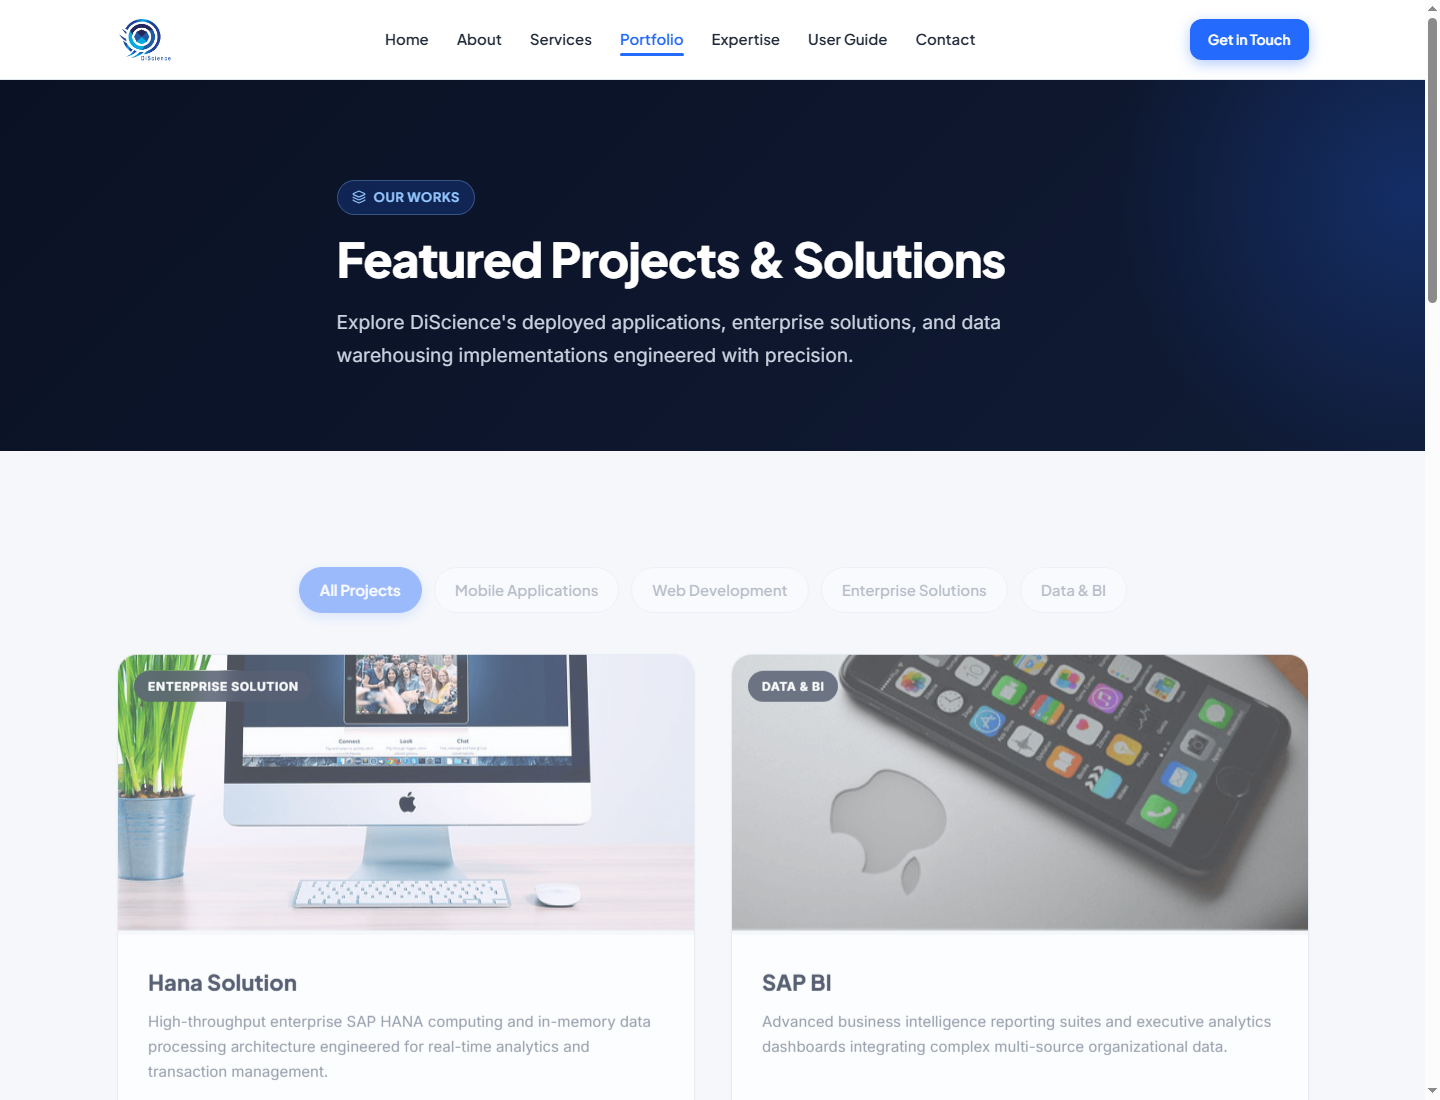 DiScience
Home About Services Portfolio Expertise User Guide Contact
Get in Touch
OUR WORKS
Featured Projects & Solutions
Explore DiScience's deployed applications, enterprise solutions, and data
warehousing implementations engineered with precision.
All Projects Mobile Applications Web Development Enterprise Solutions Data & BI
ENTERPRISE SOLUTION
Connect Look Chat
DATA & BI
Hana Solution
High-throughput enterprise SAP HANA computing and in-memory data
processing architecture engineered for real-time analytics and
transaction management.
SAP BI
Advanced business intelligence reporting suites and executive analytics
dashboards integrating complex multi-source organizational data.